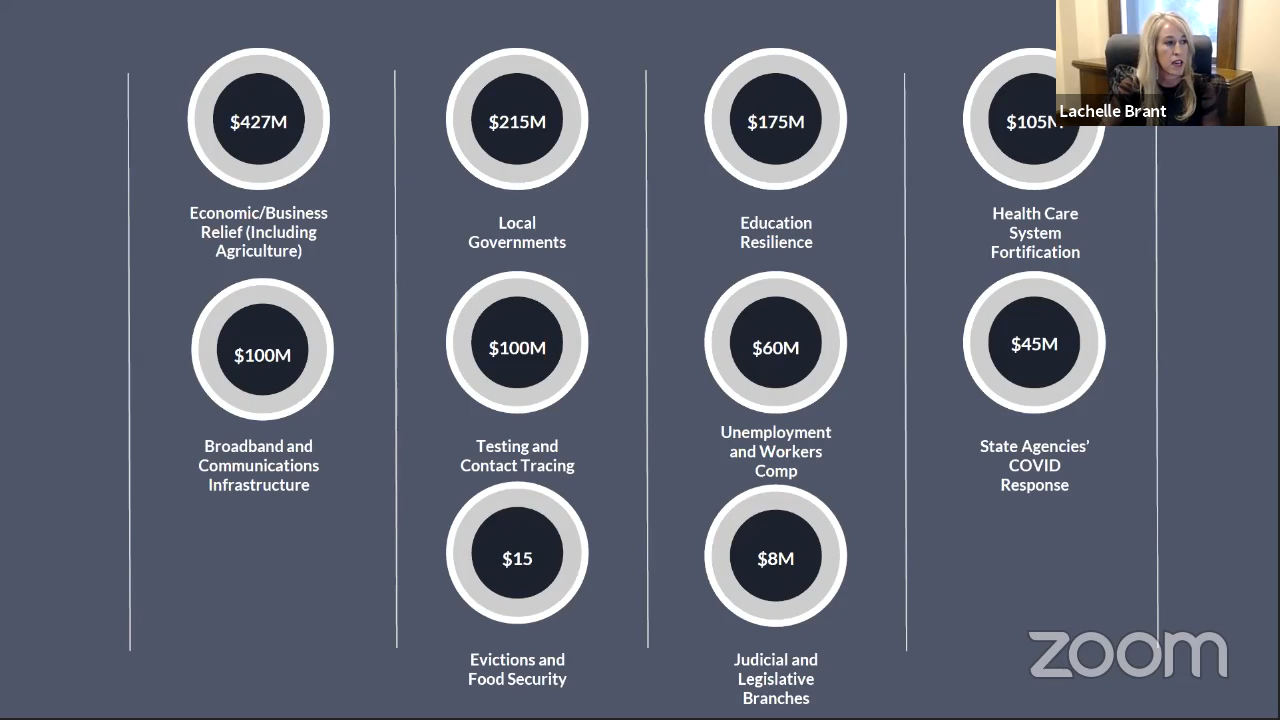 $427M
$215M
$175M
$105M
Lachelle Brant
Economic/Business
Relief (Including
Agriculture)
Local
Governments
Education
Resilience
Health Care
System
Fortification
$100M
$100M
$60M
$45M
Broadband and
Communications
Infrastructure
Testing and
Contact Tracing
Unemployment
and Workers
Comp
State Agencies’
COVID
Response
$15
$8M
Evictions and
Food Security
Judicial and
Legislative
Branches
zoom